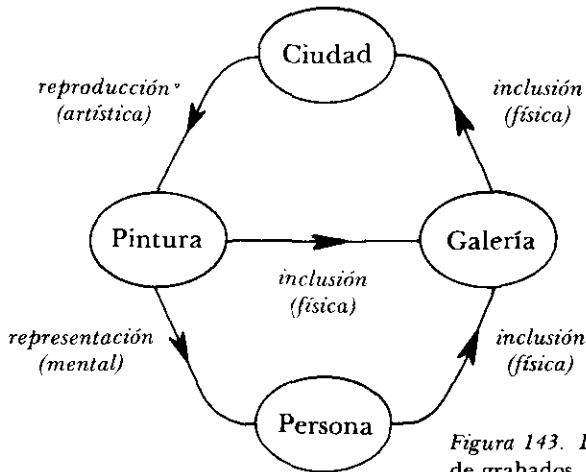 Ciudad
reproducción
(artística)
inclusión
(física)
Pintura
Galería
inclusión
(física)
representación
(mental)
inclusión
(física)
Persona
Figura 143.
de grabados